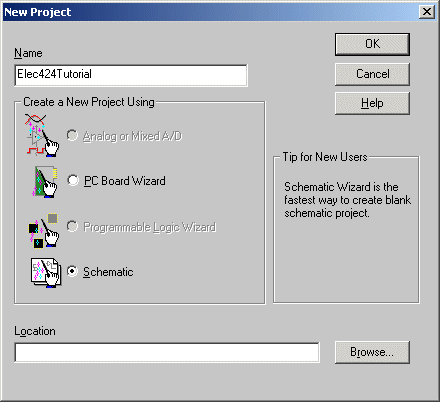 New Project
Name
OK
Elec424Tutorial
Cancel
Help
Create a New Project Using
Analog or Mixed A/D
PC Board Wizard
Programmable Logic Wizard
Schematic
Tip for New Users
Schematic Wizard is the
fastest way to create blank
schematic project.
Location
Browse...